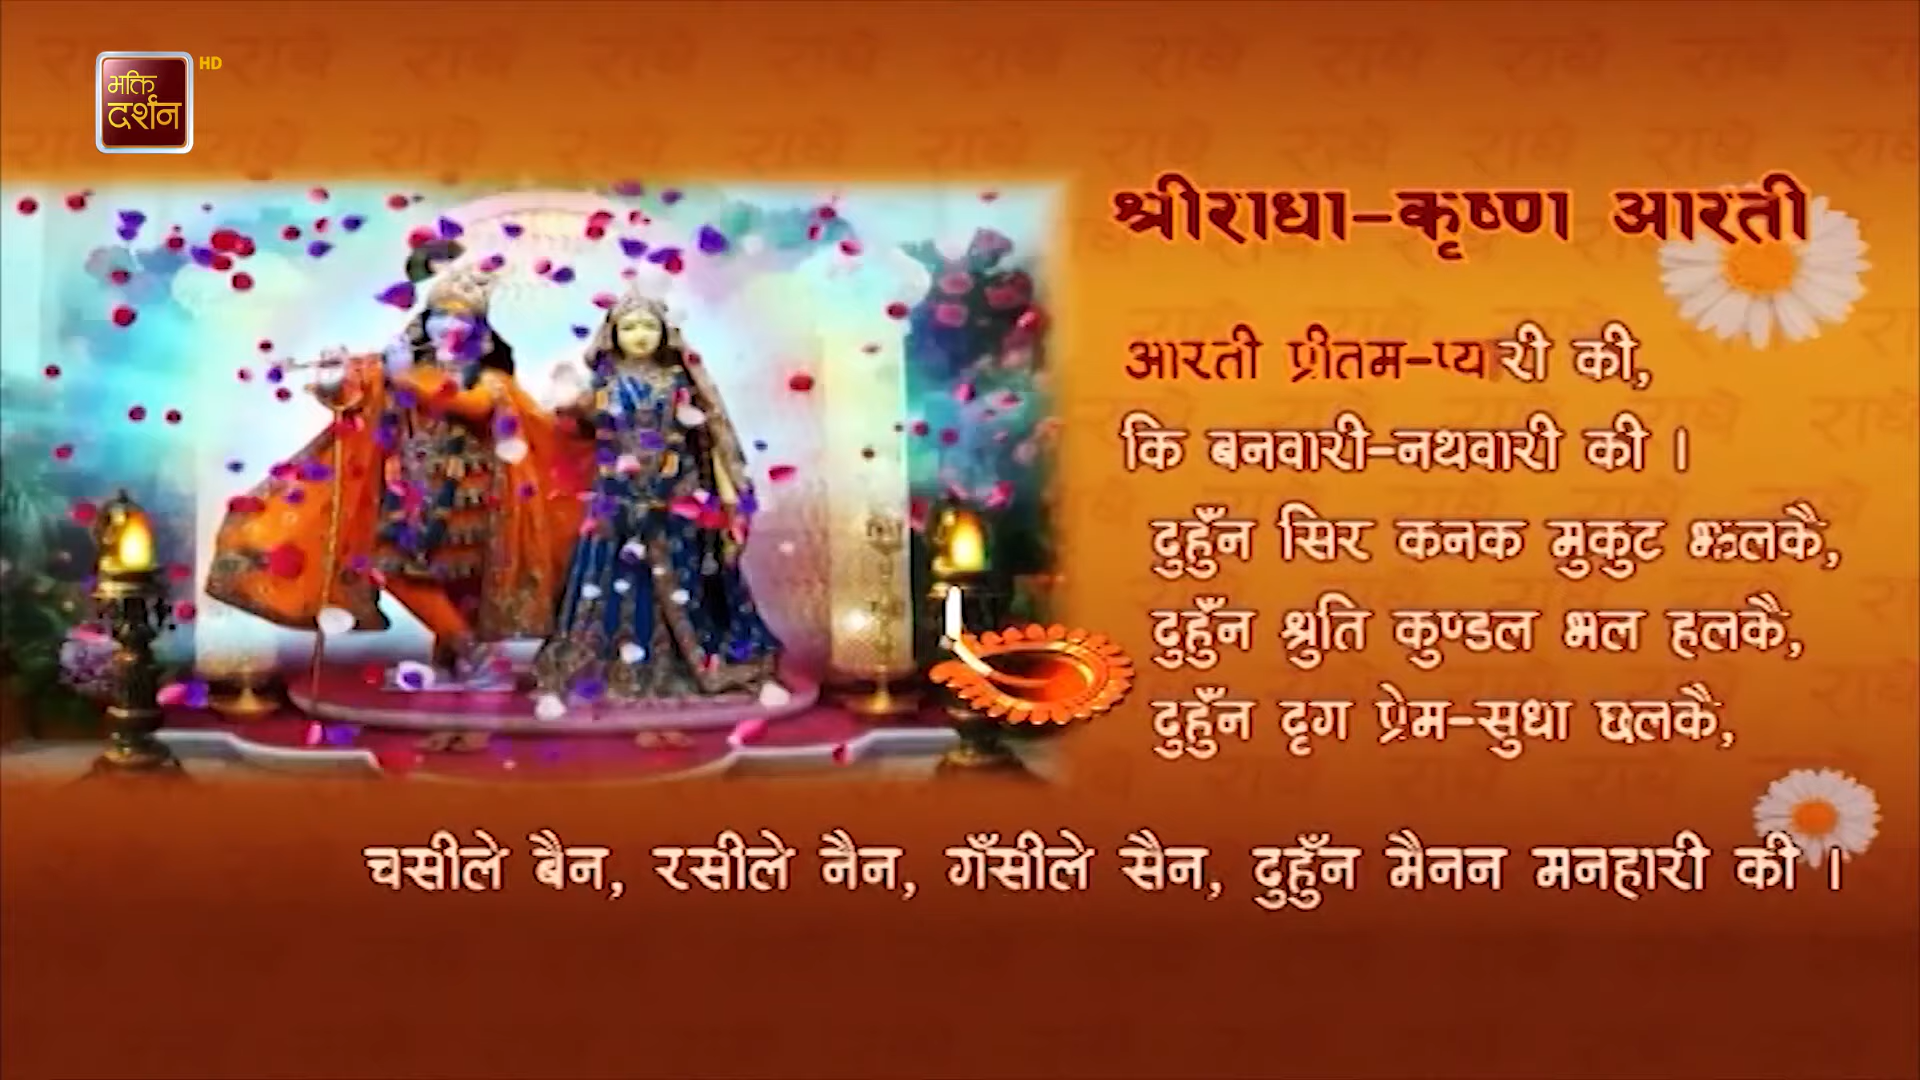 भक्ति
दर्शन
HD
श्रीराधा-कृष्ण आरती
आरती प्रीतम-प्यारी की,
कि बनवारी-नथवारी की ।
दुहुँन सिर कनक मुकुट झलकै,
दुहुँन श्रुति कुण्डल भल हलकै,
दुहुँन दृग प्रेम-सुधा छलकै,
चसीले बैन, रसीले नैन, गँसीले सैन, दुहुँन मैनन मनहारी की ।